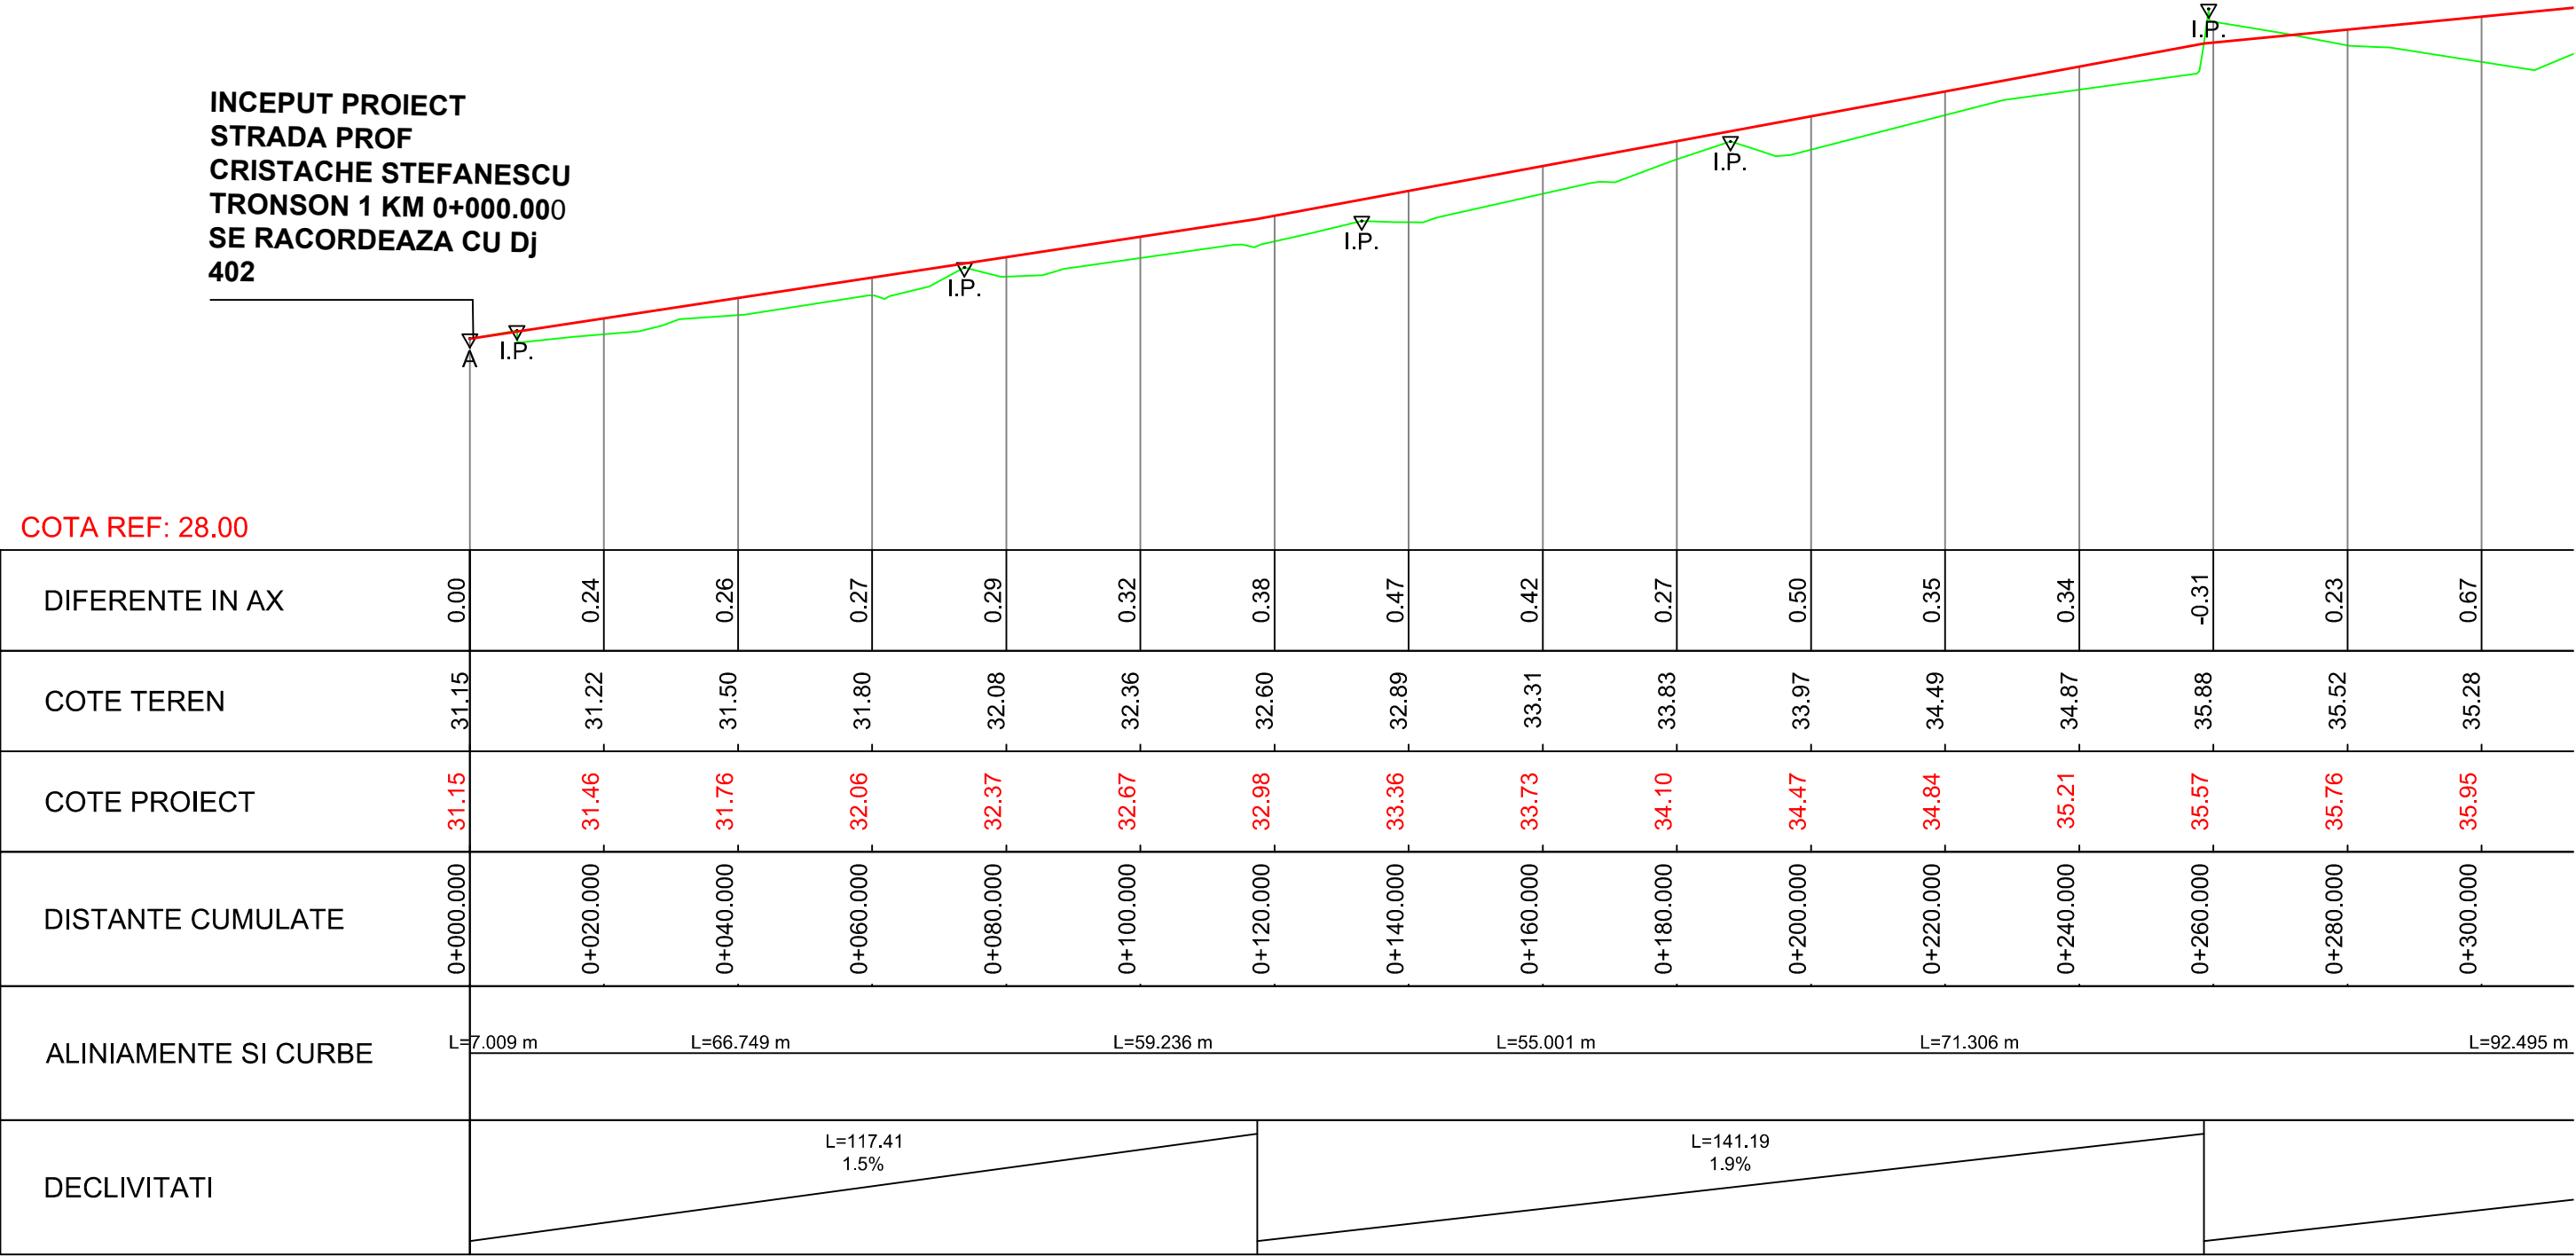 INCEPUT PROIECT
STRADA PROF
CRISTACHE STEFANESCU
TRONSON 1 KM 0+000.000
SE RACORDEAZA CU Dj
402
A
I.P.
I.P.
I.P.
I.P.
I.P.
COTA REF: 28.00
DIFERENTE IN AX 0.00 0.24 0.26 0.27 0.29 0.32 0.38 0.47 0.42 0.27 0.50 0.35 0.34 -0.31 0.23 0.67
COTE TEREN 31.15 31.22 31.50 31.80 32.08 32.36 32.60 32.89 33.31 33.83 33.97 34.49 34.87 35.88 35.52 35.28
COTE PROIECT 31.15 31.46 31.76 32.06 32.37 32.67 32.98 33.36 33.73 34.10 34.47 34.84 35.21 35.57 35.76 35.95
DISTANTE CUMULATE 0+000.000 0+020.000 0+040.000 0+060.000 0+080.000 0+100.000 0+120.000 0+140.000 0+160.000 0+180.000 0+200.000 0+220.000 0+240.000 0+260.000 0+280.000 0+300.000
ALINIAMENTE SI CURBE L=7.009 m L=66.749 m L=59.236 m L=55.001 m L=71.306 m L=92.495 m
DECLIVITATI
L=117.41
1.5%
L=141.19
1.9%